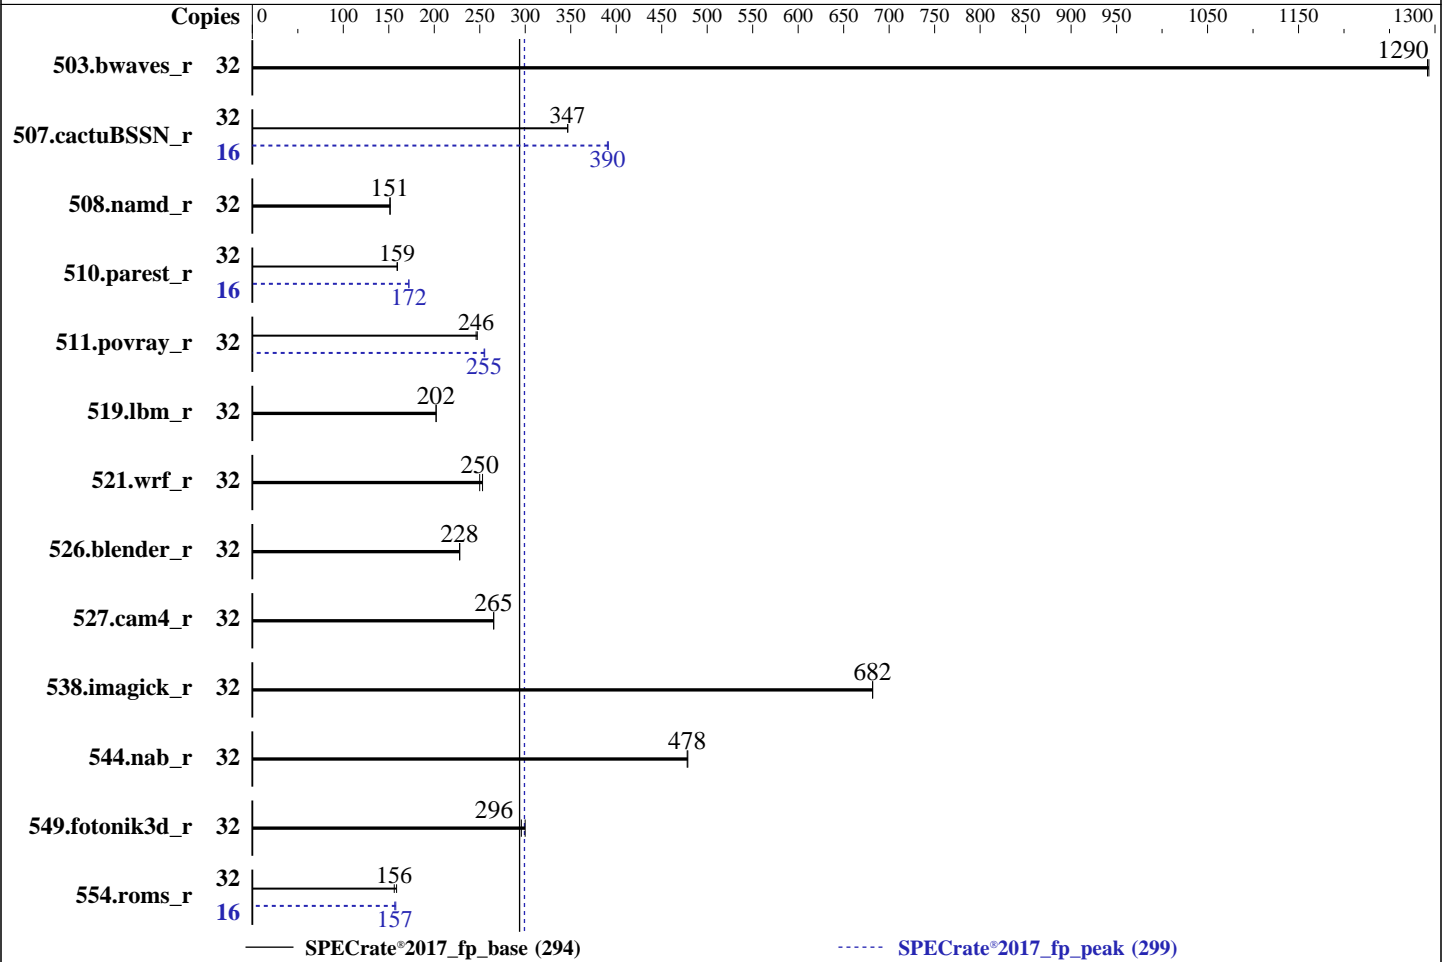 Copies 0 100 150 200 250 300 350 400 450 500 550 600 650 700 750 800 850 900 950 1050 1150 1300
503.bwaves_r 32 1290
507.cactuBSSN_r 32 347
16 390
508.namd_r 32 151
510.parest_r 32 159
16 172
511.povray_r 32 246
255
519.lbm_r 32 202
521.wrf_r 32 250
526.blender_r 32 228
527.cam4_r 32 265
538.imagick_r 32 682
544.nab_r 32 478
549.fotonik3d_r 32 296
554.roms_r 32 156
16 157
SPECrate®2017_fp_base (294) SPECrate®2017_fp_peak (299)